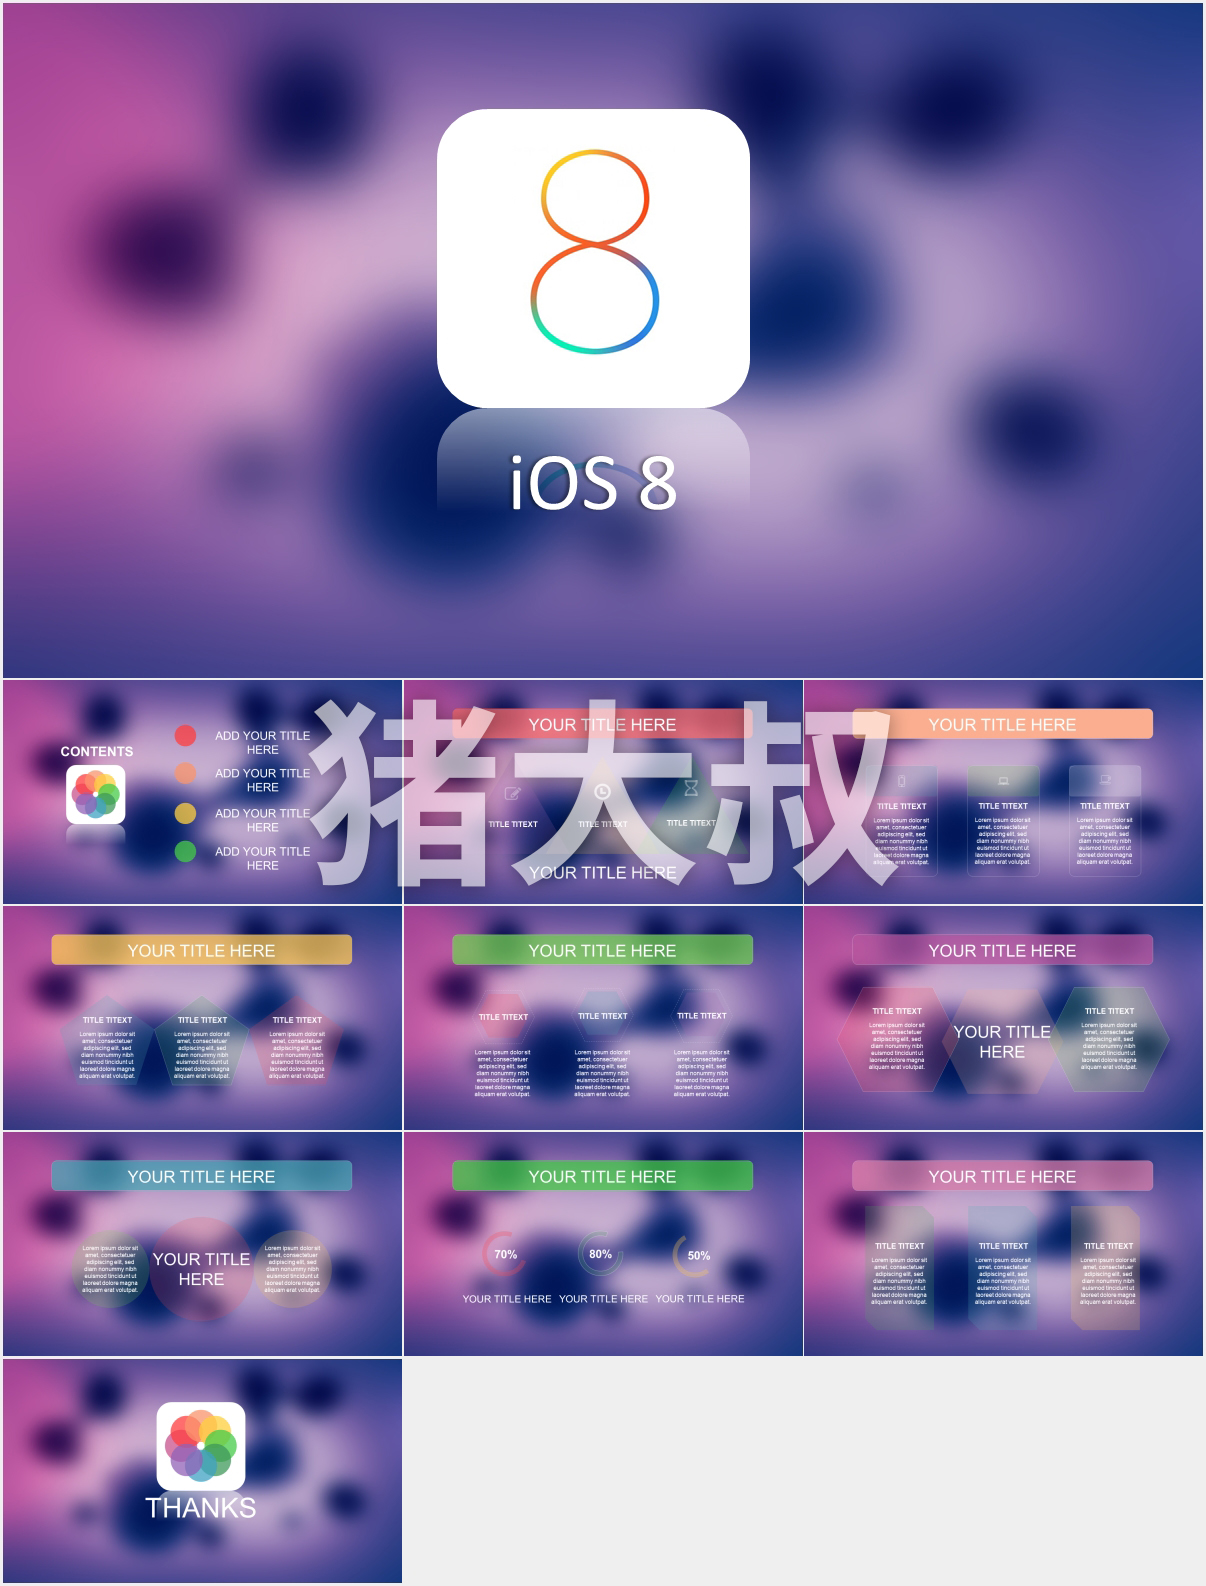 8
iOS 8
猪大叔
CONTENTS
ADD YOUR TITLE
HERE
ADD YOUR TITLE
HERE
ADD YOUR TITLE
HERE
ADD YOUR TITLE
HERE
YOUR TITLE HERE
TITLE TITEXT
TITLE TITEXT
TITLE TITEXT
YOUR TITLE HERE
YOUR TITLE HERE
TITLE TITEXT
Lorem ipsum dolor sit
amet, consectetuer
adipiscing elit, sed
diam nonummy nibh
euismod tincidunt ut
laoreet dolore magna
aliquam erat volutpat.
TITLE TITEXT
Lorem ipsum dolor sit
amet, consectetuer
adipiscing elit, sed
diam nonummy nibh
euismod tincidunt ut
laoreet dolore magna
aliquam erat volutpat.
TITLE TITEXT
Lorem ipsum dolor sit
amet, consectetuer
adipiscing elit, sed
diam nonummy nibh
euismod tincidunt ut
laoreet dolore magna
aliquam erat volutpat.
YOUR TITLE HERE
TITLE TITEXT
Lorem ipsum dolor sit
amet, consectetuer
adipiscing elit, sed
diam nonummy nibh
euismod tincidunt ut
laoreet dolore magna
aliquam erat volutpat.
TITLE TITEXT
Lorem ipsum dolor sit
amet, consectetuer
adipiscing elit, sed
diam nonummy nibh
euismod tincidunt ut
laoreet dolore magna
aliquam erat volutpat.
TITLE TITEXT
Lorem ipsum dolor sit
amet, consectetuer
adipiscing elit, sed
diam nonummy nibh
euismod tincidunt ut
laoreet dolore magna
aliquam erat volutpat.
YOUR TITLE HERE
TITLE TITEXT
Lorem ipsum dolor sit
amet, consectetuer
adipiscing elit, sed
diam nonummy nibh
euismod tincidunt ut
laoreet dolore magna
aliquam erat volutpat.
TITLE TITEXT
Lorem ipsum dolor sit
amet, consectetuer
adipiscing elit, sed
diam nonummy nibh
euismod tincidunt ut
laoreet dolore magna
aliquam erat volutpat.
TITLE TITEXT
Lorem ipsum dolor sit
amet, consectetuer
adipiscing elit, sed
diam nonummy nibh
euismod tincidunt ut
laoreet dolore magna
aliquam erat volutpat.
YOUR TITLE HERE
TITLE TITEXT
Lorem ipsum dolor sit
amet, consectetuer
adipiscing elit, sed
diam nonummy nibh
euismod tincidunt ut
laoreet dolore magna
aliquam erat volutpat.
YOUR TITLE
HERE
TITLE TITEXT
Lorem ipsum dolor sit
amet, consectetuer
adipiscing elit, sed
diam nonummy nibh
euismod tincidunt ut
laoreet dolore magna
aliquam erat volutpat.
YOUR TITLE HERE
Lorem ipsum dolor sit
amet, consectetuer
adipiscing elit, sed
diam nonummy nibh
euismod tincidunt ut
laoreet dolore magna
aliquam erat volutpat.
YOUR TITLE
HERE
Lorem ipsum dolor sit
amet, consectetuer
adipiscing elit, sed
diam nonummy nibh
euismod tincidunt ut
laoreet dolore magna
aliquam erat volutpat.
YOUR TITLE HERE
70%
80%
50%
YOUR TITLE HERE
YOUR TITLE HERE
YOUR TITLE HERE
YOUR TITLE HERE
TITLE TITEXT
Lorem ipsum dolor sit
amet, consectetuer
adipiscing elit, sed
diam nonummy nibh
euismod tincidunt ut
laoreet dolore magna
aliquam erat volutpat.
TITLE TITEXT
Lorem ipsum dolor sit
amet, consectetuer
adipiscing elit, sed
diam nonummy nibh
euismod tincidunt ut
laoreet dolore magna
aliquam erat volutpat.
TITLE TITEXT
Lorem ipsum dolor sit
amet, consectetuer
adipiscing elit, sed
diam nonummy nibh
euismod tincidunt ut
laoreet dolore magna
aliquam erat volutpat.
THANKS